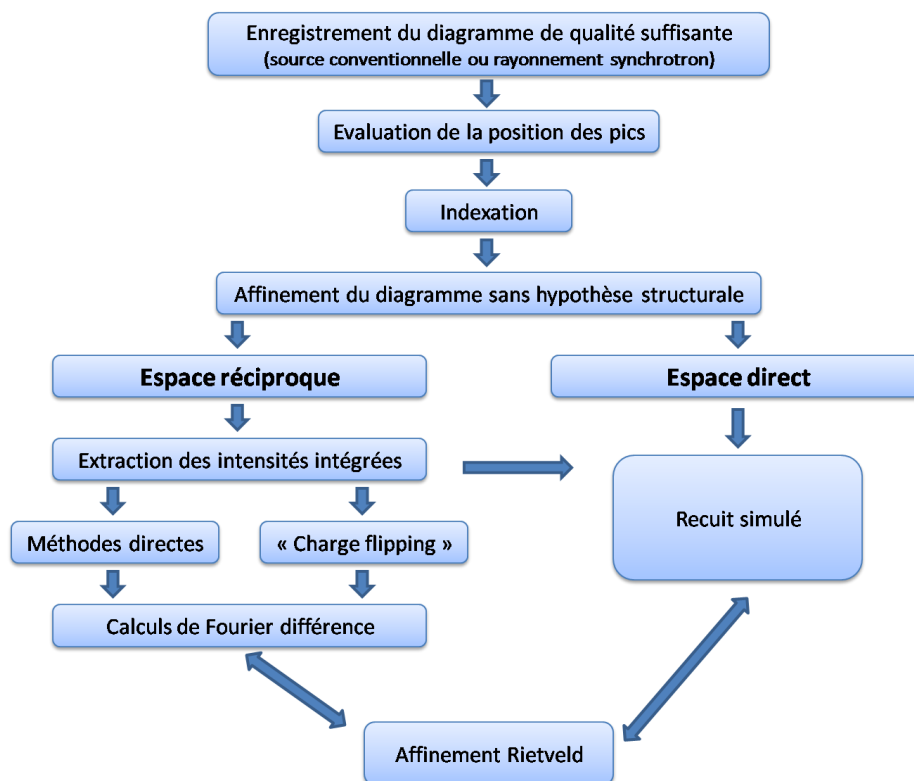 Enregistrement du diagramme de qualité suffisante
(source conventionnelle ou rayonnement synchrotron)
Evaluation de la position des pics
Indexation
Affinement du diagramme sans hypothèse structurale
Espace réciproque
Espace direct
Extraction des intensités intégrées
Recuit simulé
Méthodes directes
« Charge flipping »
Calculs de Fourier différence
Affinement Rietveld